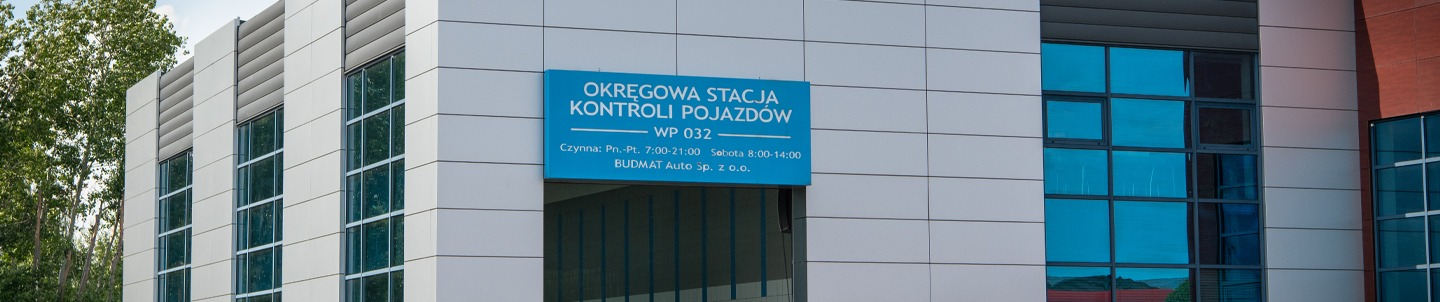 OKRĘGOWA STACJA
KONTROLI POJAZDÓW
WP 032
Czynna: Pn.-Pt. 7:00-21:00 Sobota 8:00-14:00
BUDMAT Auto Sp. z o.o.